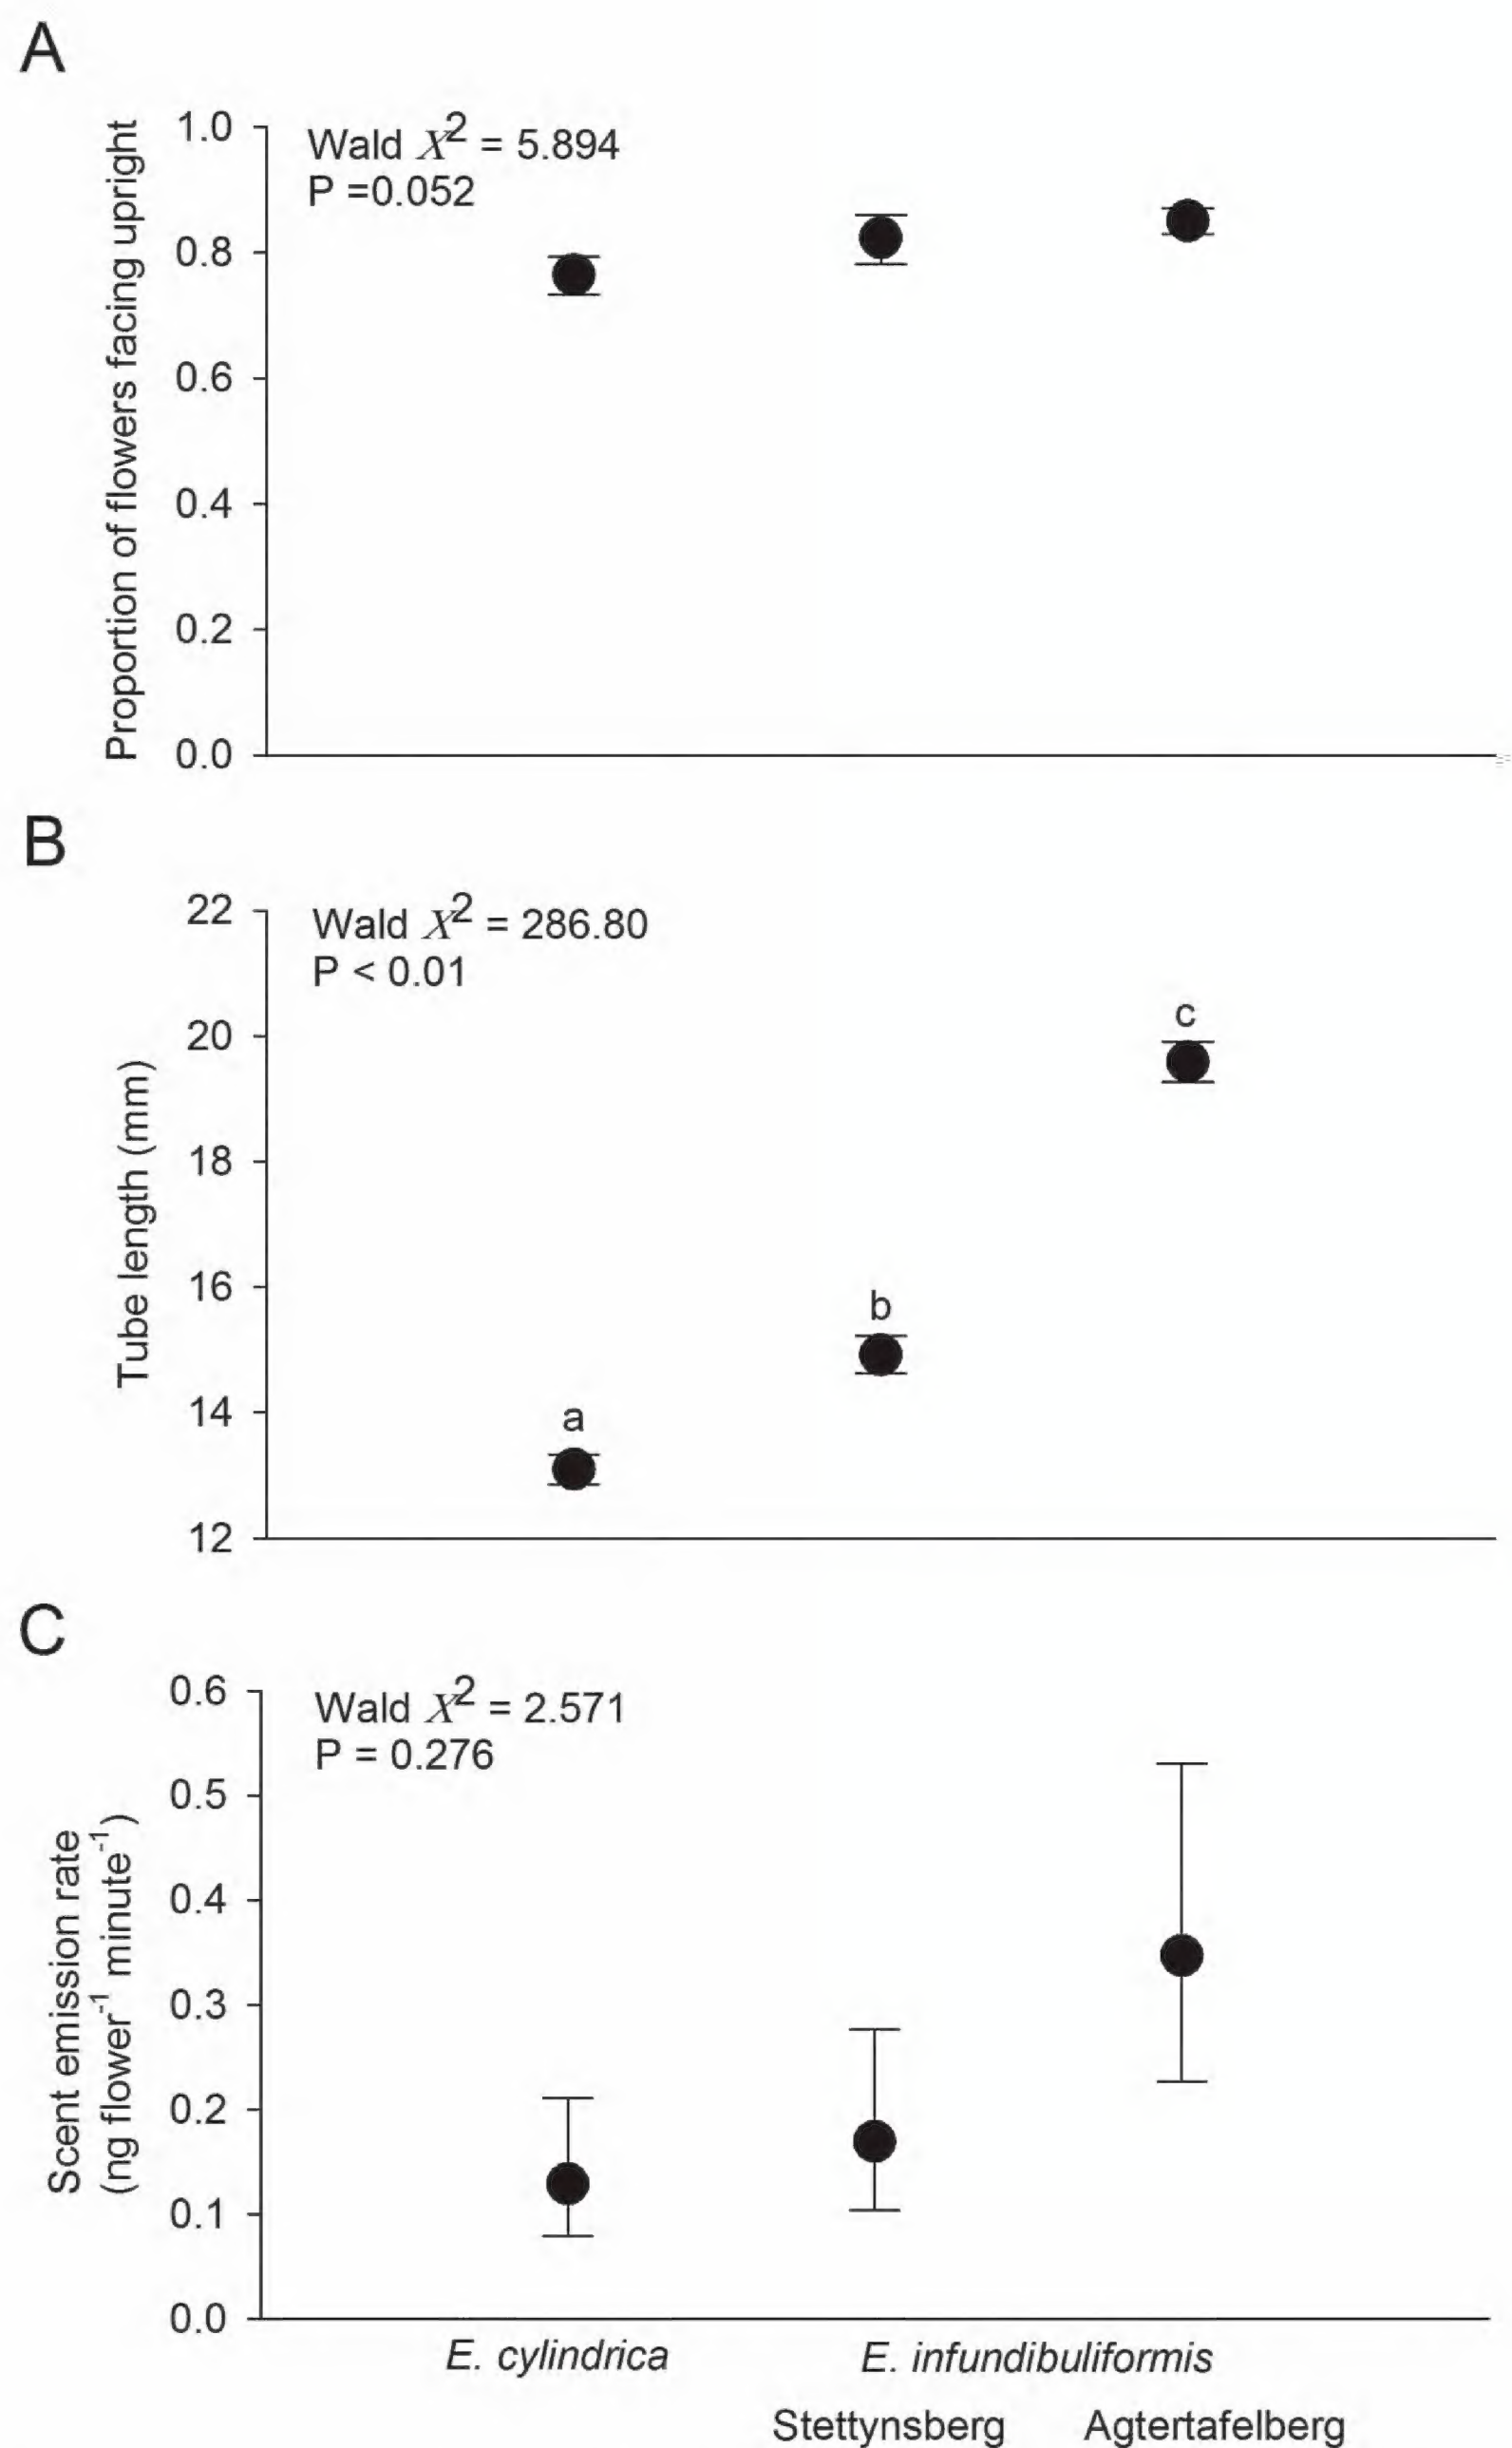 A
Proportion of flowers facing upright
1.0
0.8
0.6
0.4
0.2
0.0
Wald X² = 5.894
P =0.052
B
Tube length (mm)
22
20
18
16
14
12
Wald X² = 286.80
P < 0.01
a
b
c
C
Scent emission rate
(ng flower⁻¹ minute⁻¹)
0.6
0.5
0.4
0.3
0.2
0.1
0.0
Wald X² = 2.571
P = 0.276
E. cylindrica
E. infundibuliformis
Stettynsberg
Agtertafelberg